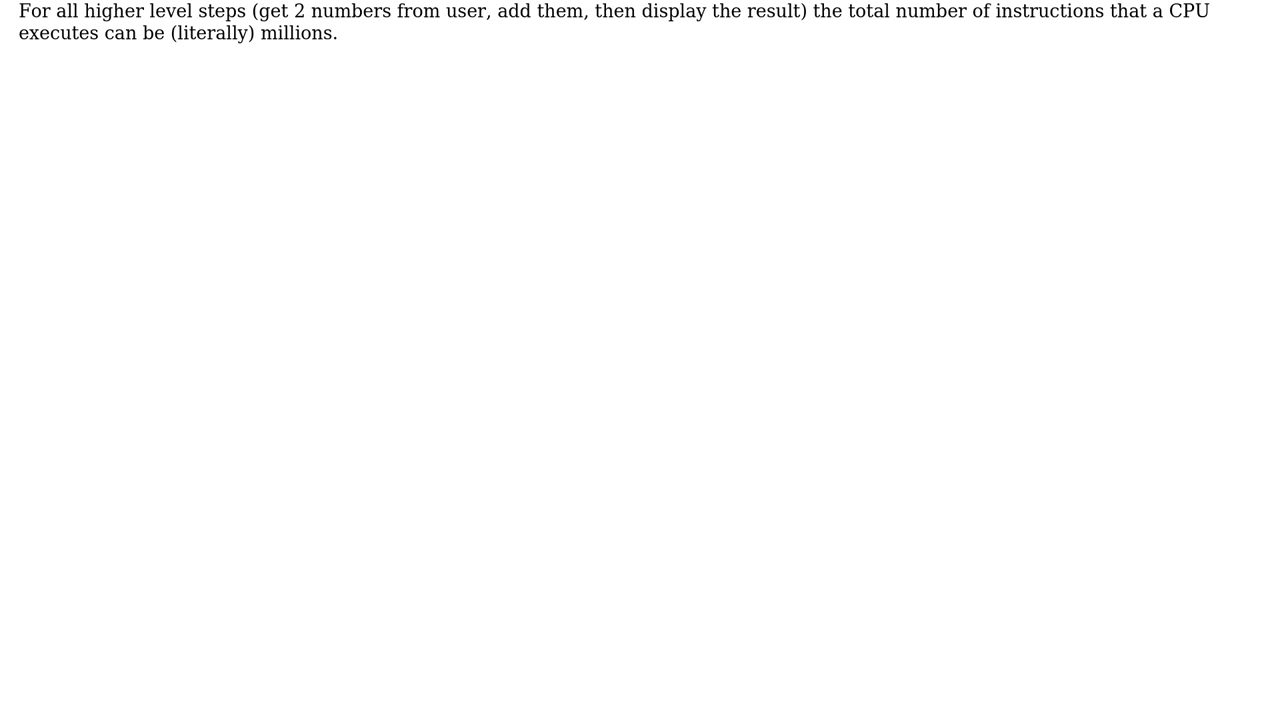 For all higher level steps (get 2 numbers from user, add them, then display the result) the total number of instructions that a CPU
executes can be (literally) millions.